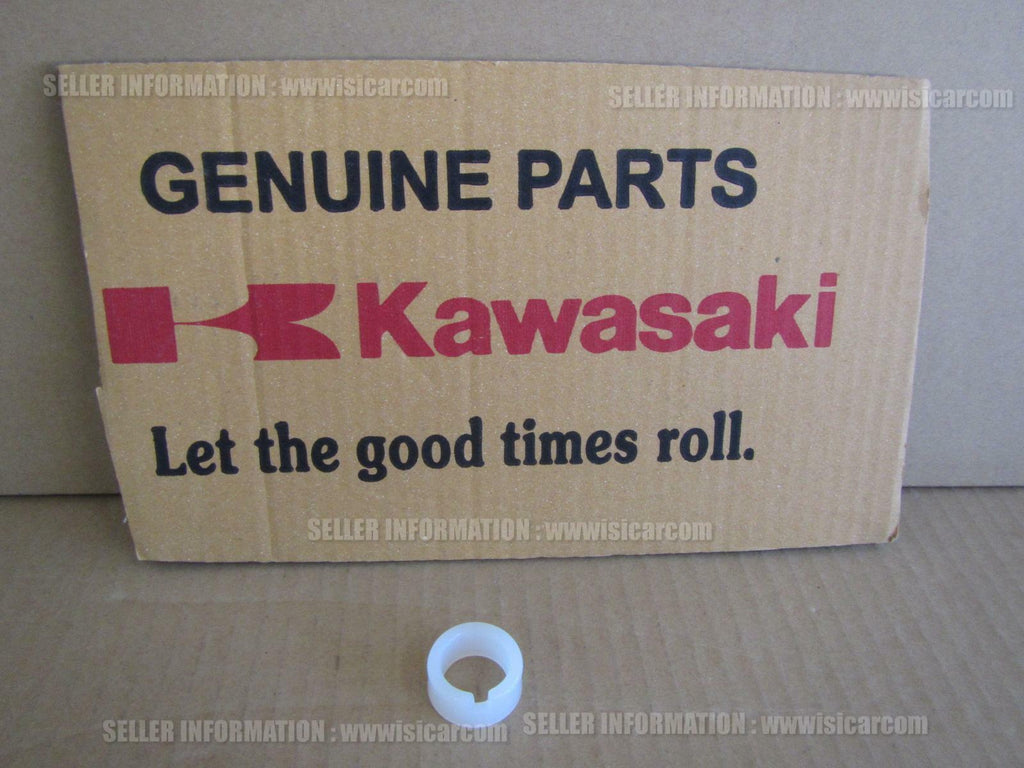 SELLER INFORMATION : wwwisicarcom
SELLER INFORMATION : wwwisicarcom
GENUINE PARTS
Kawasaki
Let the good times roll.
SELLER INFORMATION : wwwisicarcom
SELLER INFORMATION : wwwisicarcom
SELLER INFORMATION : wwwisicarcom